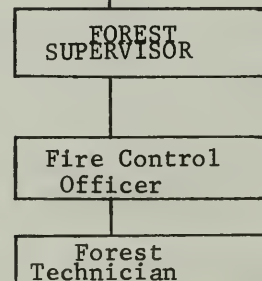 FOREST
SUPERVISOR
Fire Control
Officer
Forest
Technician